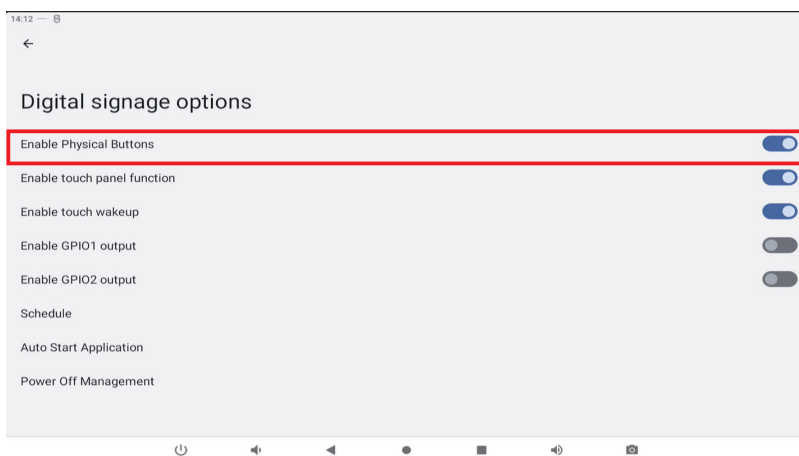 14:12
Digital signage options
Enable Physical Buttons
Enable touch panel function
Enable touch wakeup
Enable GPIO1 output
Enable GPIO2 output
Schedule
Auto Start Application
Power Off Management